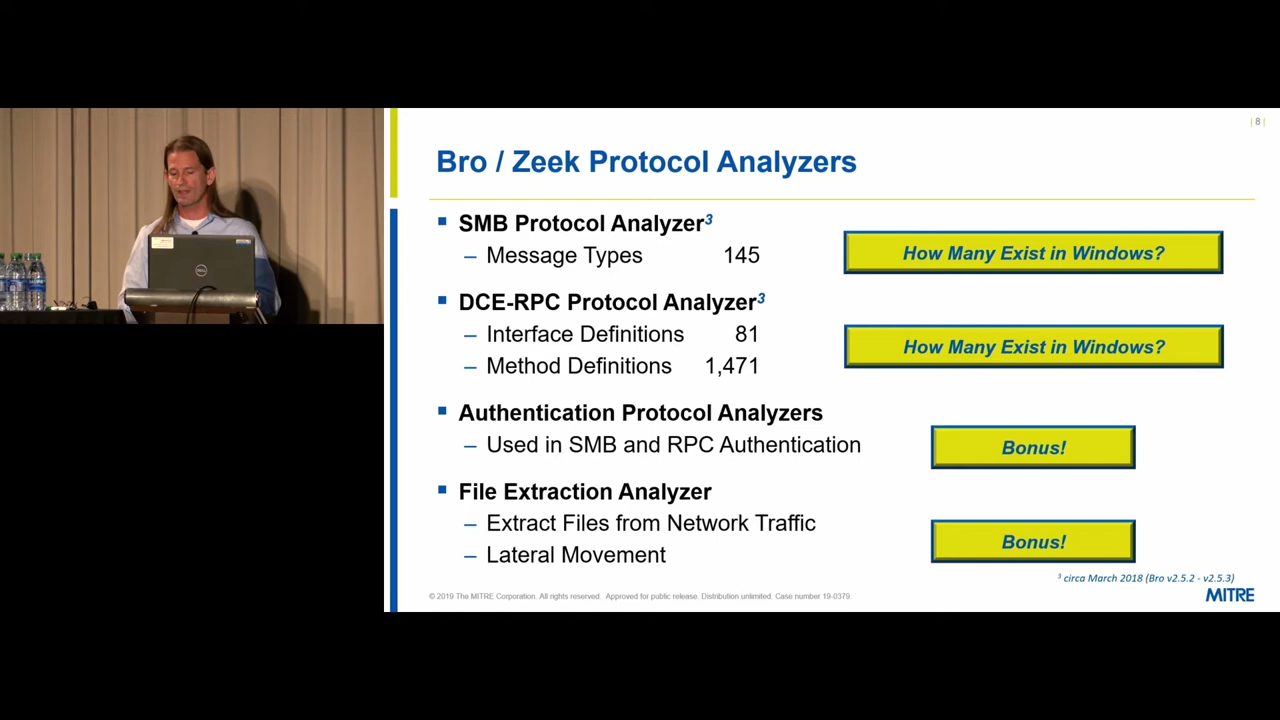 | 8 |
Bro / Zeek Protocol Analyzers
▪ SMB Protocol Analyzer3
– Message Types 145
How Many Exist in Windows?
▪ DCE-RPC Protocol Analyzer3
– Interface Definitions 81
– Method Definitions 1,471
How Many Exist in Windows?
▪ Authentication Protocol Analyzers
– Used in SMB and RPC Authentication
Bonus!
▪ File Extraction Analyzer
– Extract Files from Network Traffic
– Lateral Movement
Bonus!
3 circa March 2018 (Bro v2.5.2 - v2.5.3)
© 2019 The MITRE Corporation. All rights reserved. Approved for public release. Distribution unlimited. Case number 19-0379.
MITRE
DELL